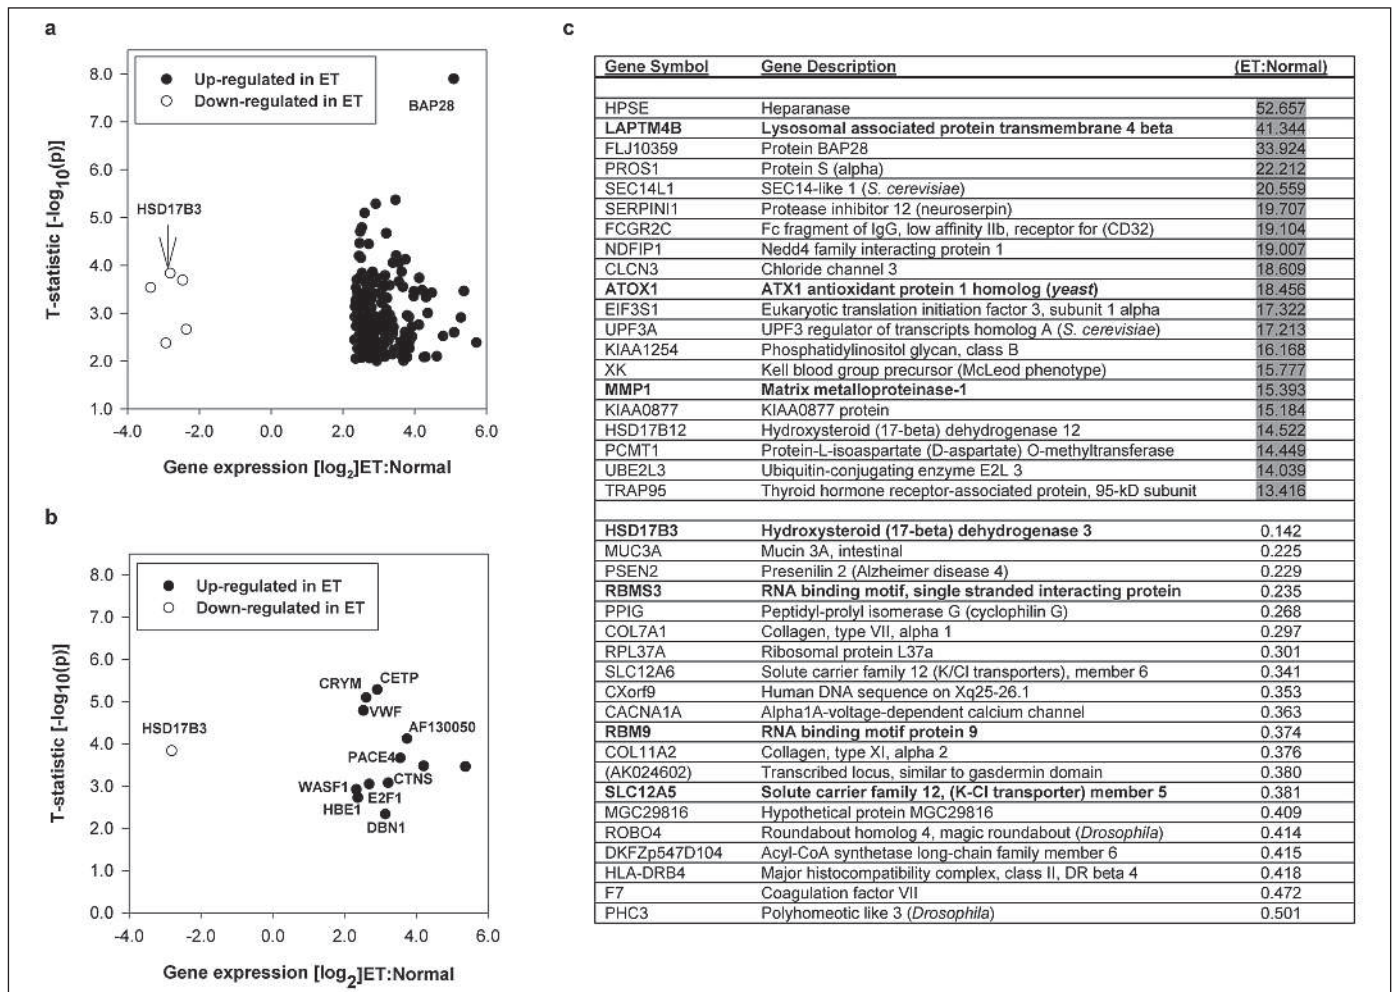 a
8.0
7.0
6.0
5.0
4.0
3.0
2.0
1.0
T-statistic [-log10(p)]
Up-regulated in ET
Down-regulated in ET
BAP28
HSD17B3
-4.0 -2.0 0.0 2.0 4.0 6.0
Gene expression [log2]ET:Normal
b
8.0
7.0
6.0
5.0
4.0
3.0
2.0
1.0
0.0
T-statistic [-log10(p)]
Up-regulated in ET
Down-regulated in ET
CRYM
CETP
VWF
HSD17B3
AF130050
PACE4
CTNS
WASF1
E2F1
HBE1
DBN1
-4.0 -2.0 0.0 2.0 4.0 6.0
Gene expression [log2]ET:Normal
c
Gene Symbol Gene Description (ET:Normal)
HPSE Heparanase 52.657
LAPTM4B Lysosomal associated protein transmembrane 4 beta 41.344
FLJ10359 Protein BAP28 33.924
PROS1 Protein S (alpha) 22.212
SEC14L1 SEC14-like 1 (S. cerevisiae) 20.559
SERPINI1 Protease inhibitor 12 (neuroserpin) 19.707
FCGR2C Fc fragment of IgG, low affinity IIb, receptor for (CD32) 19.104
NDFIP1 Nedd4 family interacting protein 1 19.007
CLCN3 Chloride channel 3 18.609
ATOX1 ATX1 antioxidant protein 1 homolog (yeast) 18.456
EIF3S1 Eukaryotic translation initiation factor 3, subunit 1 alpha 17.322
UPF3A UPF3 regulator of transcripts homolog A (S. cerevisiae) 17.213
KIAA1254 Phosphatidylinositol glycan, class B 16.168
XK Kell blood group precursor (McLeod phenotype) 15.777
MMP1 Matrix metalloproteinase-1 15.393
KIAA0877 KIAA0877 protein 15.184
HSD17B12 Hydroxysteroid (17-beta) dehydrogenase 12 14.522
PCMT1 Protein-L-isoaspartate (D-aspartate) O-methyltransferase 14.449
UBE2L3 Ubiquitin-conjugating enzyme E2L 3 14.039
TRAP95 Thyroid hormone receptor-associated protein, 95-kD subunit 13.416
HSD17B3 Hydroxysteroid (17-beta) dehydrogenase 3 0.142
MUC3A Mucin 3A, intestinal 0.225
PSEN2 Presenilin 2 (Alzheimer disease 4) 0.229
RBMS3 RNA binding motif, single stranded interacting protein 0.235
PPIG Peptidyl-prolyl isomerase G (cyclophilin G) 0.268
COL7A1 Collagen, type VII, alpha 1 0.297
RPL37A Ribosomal protein L37a 0.301
SLC12A6 Solute carrier family 12 (K/Cl transporters), member 6 0.341
CXorf9 Human DNA sequence on Xq25-26.1 0.353
CACNA1A Alpha1A-voltage-dependent calcium channel 0.363
RBM9 RNA binding motif protein 9 0.374
COL11A2 Collagen, type XI, alpha 2 0.376
(AK024602) Transcribed locus, similar to gasdermin domain 0.380
SLC12A5 Solute carrier family 12, (K-Cl transporter) member 5 0.381
MGC29816 Hypothetical protein MGC29816 0.409
ROBO4 Roundabout homolog 4, magic roundabout (Drosophila) 0.414
DKFZp547D104 Acyl-CoA synthetase long-chain family member 6 0.415
HLA-DRB4 Major histocompatibility complex, class II, DR beta 4 0.418
F7 Coagulation factor VII 0.472
PHC3 Polyhomeotic like 3 (Drosophila) 0.501